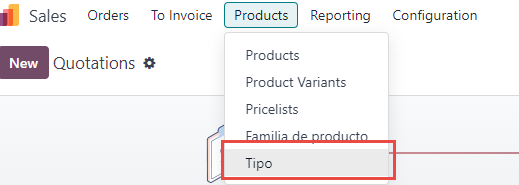 Sales Orders To Invoice Products Reporting Configuration
New Quotations
Products
Product Variants
Pricelists
Familia de producto
Tipo